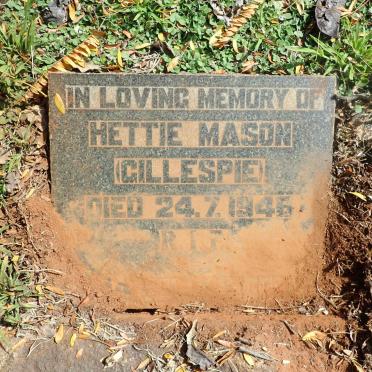 IN LOVING MEMORY OF
HETTIE MASON
(GILLESPIE)
DIED 24.7.1946
R.I.P.